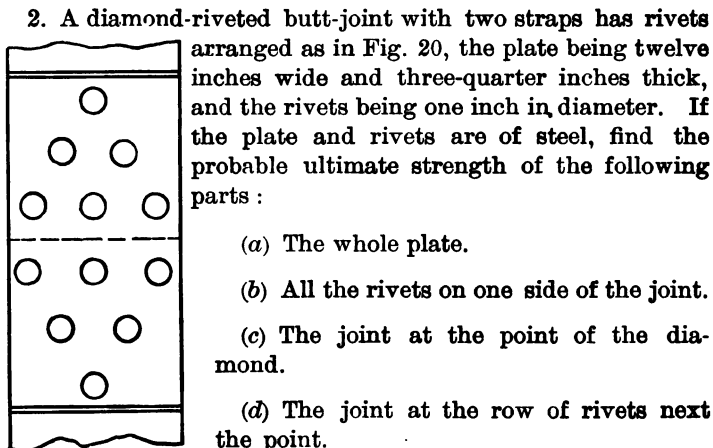 2. A diamond-riveted butt-joint with two straps has rivets
arranged as in Fig. 20, the plate being twelve
inches wide and three-quarter inches thick,
and the rivets being one inch in diameter. If
the plate and rivets are of steel, find the
probable ultimate strength of the following
parts :
(a) The whole plate.
(b) All the rivets on one side of the joint.
(c) The joint at the point of the dia-
mond.
(d) The joint at the row of rivets next
the point.